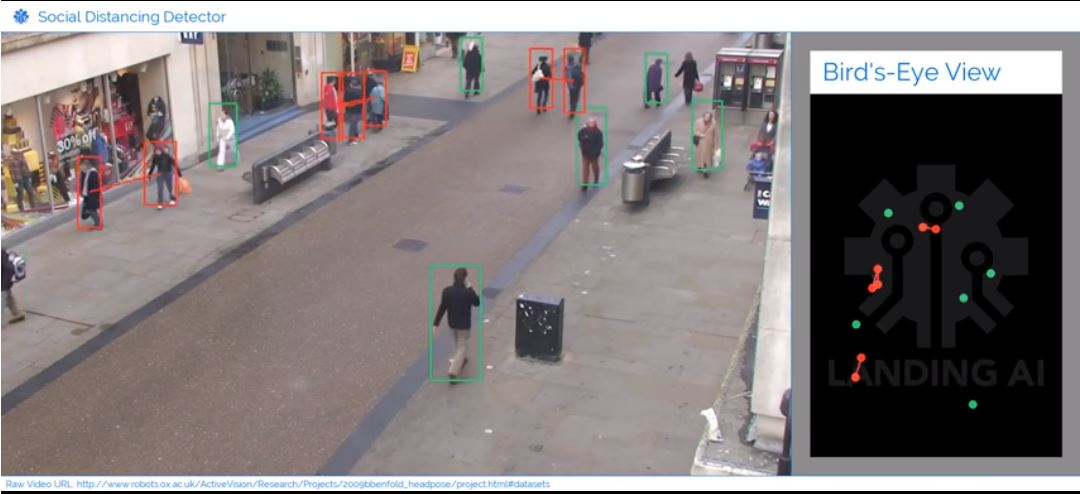 Social Distancing Detector
Bird's-Eye View
30% off
LANDING AI
Raw Video URL: http://www.robots.ox.ac.uk/ActiveVision/Research/Projects/2009bbenfold_headpose/project.html#datasets